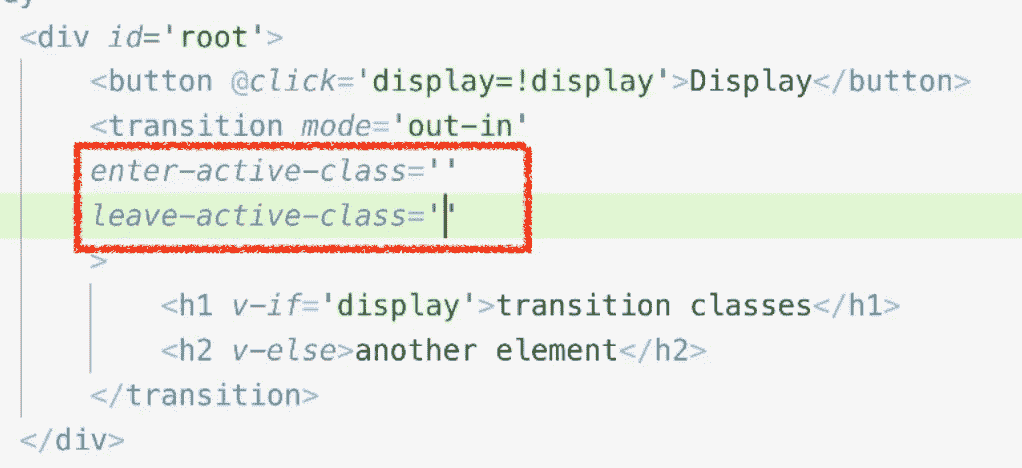 <div id='root'>
<button @click='display=!display'>Display</button>
<transition mode='out-in'
enter-active-class=''
leave-active-class=''
>
<h1 v-if='display'>transition classes</h1>
<h2 v-else>another element</h2>
</transition>
</div>